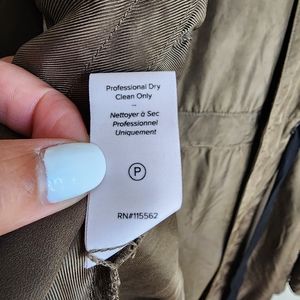 Professional Dry
Clean Only
--
Nettoyer à Sec
Professionnel
Uniquement
P
RN#115562